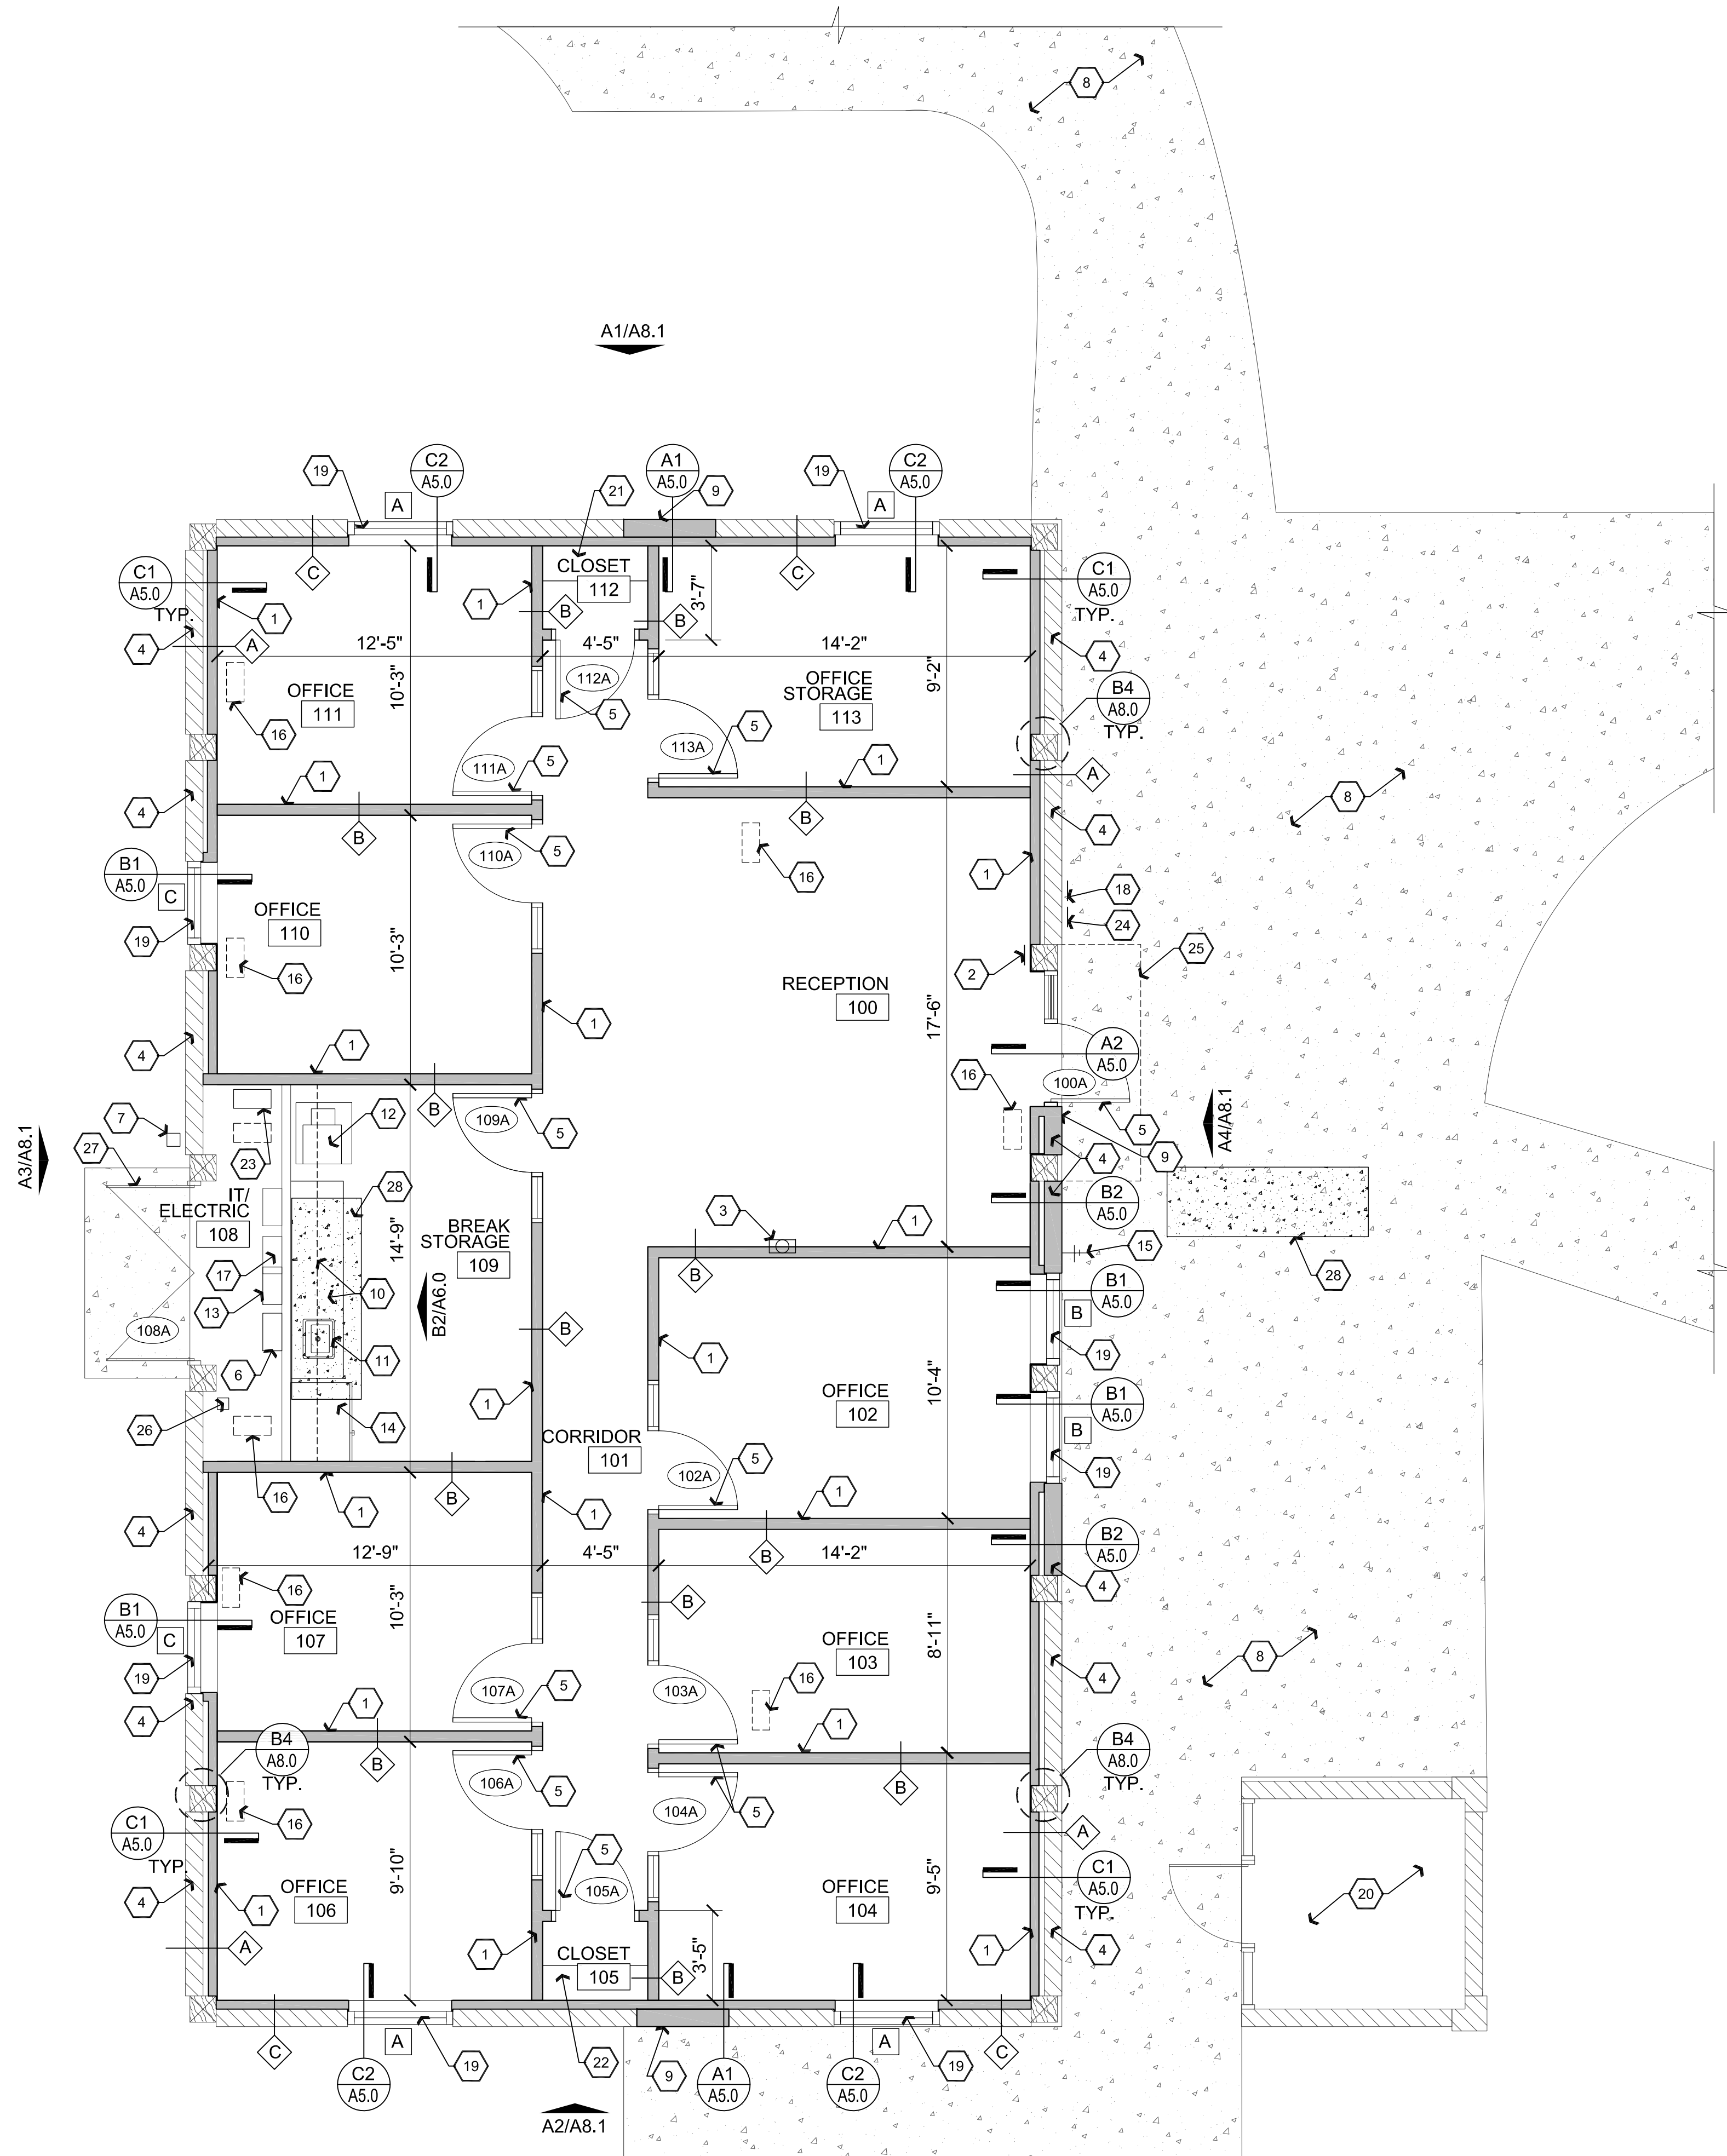 8
A1/A8.1
19
A
C2
A5.0
21
A1
A5.0
9
19
A
C2
A5.0
C1
A5.0
TYP.
1
4
A
C
1
CLOSET
112
B
B
3'-7"
C
C1
A5.0
TYP.
4
12'-5"
4'-5"
14'-2"
10'-3"
9'-2"
OFFICE
111
16
112A
5
OFFICE
STORAGE
113
B4
A8.0
TYP.
111A
5
113A
5
1
1
A
8
4
B
110A
5
B
4
16
1
B1
A5.0
C
19
OFFICE
110
16
10'-3"
18
24
25
2
RECEPTION
100
17'-6"
1
4
1
A2
A5.0
16
100A
5
A4/A8.1
7
12
B
109A
5
A3/A8.1
27
23
4
9
IT/
ELECTRIC
108
28
14'-9"
BREAK
STORAGE
109
B2
A5.0
3
1
15
28
17
10
B
13
B2/A6.0
B
B1
A5.0
B
108A
6
11
1
19
26
14
1
OFFICE
102
10'-4"
B1
A5.0
B
CORRIDOR
101
5
102A
19
16
1
B
1
1
4
B
B2
A5.0
12'-9"
4'-5"
14'-2"
4
16
10'-3"
B
B1
A5.0
C
OFFICE
107
OFFICE
103
8'-11"
8
19
107A
5
103A
16
4
4
1
1
B4
A8.0
TYP.
B
B4
A8.0
TYP.
106A
5
B
104A
5
16
C1
A5.0
TYP.
A
5
4
OFFICE
106
1
9'-10"
105A
OFFICE
104
9'-5"
C1
A5.0
TYP.
20
A
1
CLOSET
105
B
3'-5"
1
4
C
C2
A5.0
A
19
22
9
A1
A5.0
C2
A5.0
A
19
C
A2/A8.1